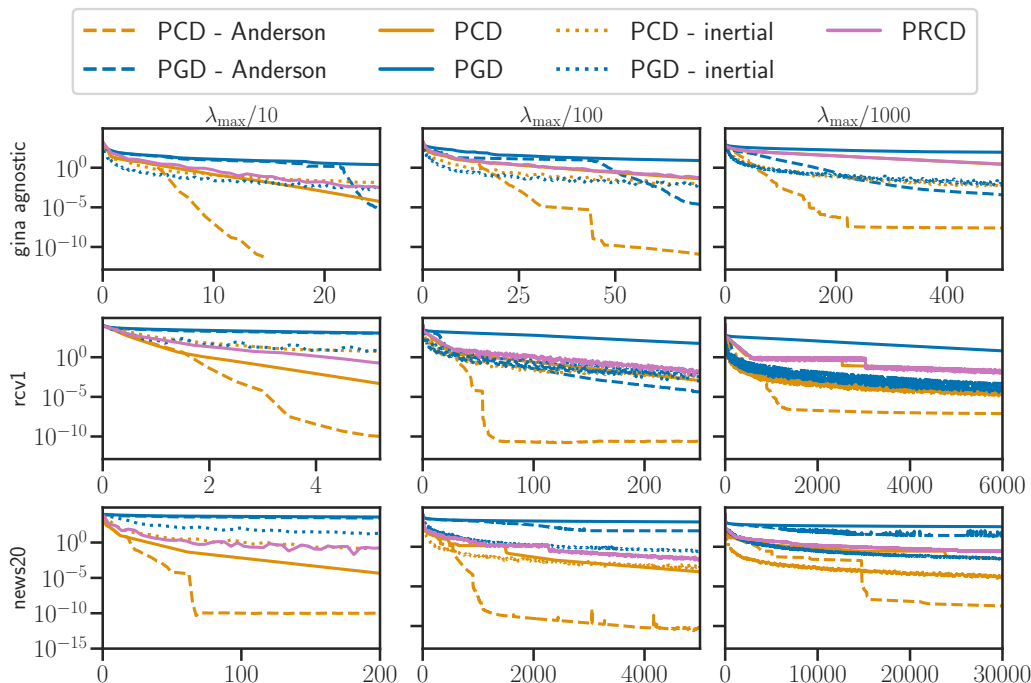 PCD - Anderson PCD PCD - inertial PRCD
PGD - Anderson PGD PGD - inertial
λmax/10 λmax/100 λmax/1000
gina agnostic
10^0
10^-5
10^-10
0 10 20
0 25 50
0 200 400
rcv1
10^0
10^-5
10^-10
0 2 4
0 100 200
0 2000 4000 6000
news20
10^0
10^-5
10^-10
10^-15
0 100 200
0 2000 4000
0 10000 20000 30000